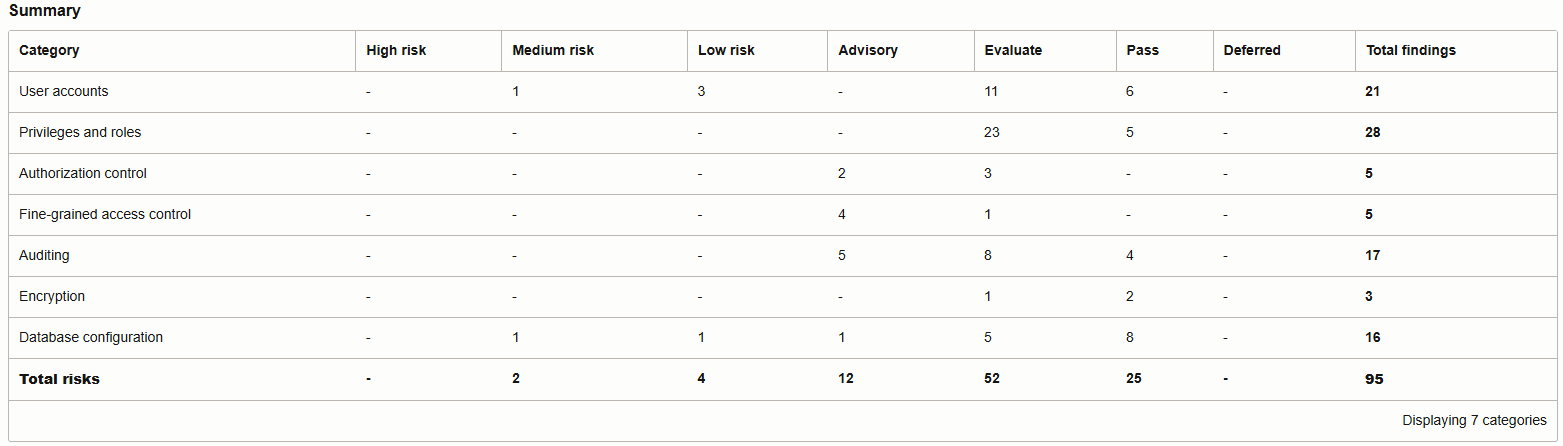 Summary
Category High risk Medium risk Low risk Advisory Evaluate Pass Deferred Total findings
User accounts - 1 3 - 11 6 - 21
Privileges and roles - - - - 23 5 - 28
Authorization control - - - 2 3 - - 5
Fine-grained access control - - - 4 1 - - 5
Auditing - - - 5 8 4 - 17
Encryption - - - - 1 2 - 3
Database configuration - 1 1 1 5 8 - 16
Total risks - 2 4 12 52 25 - 95
Displaying 7 categories